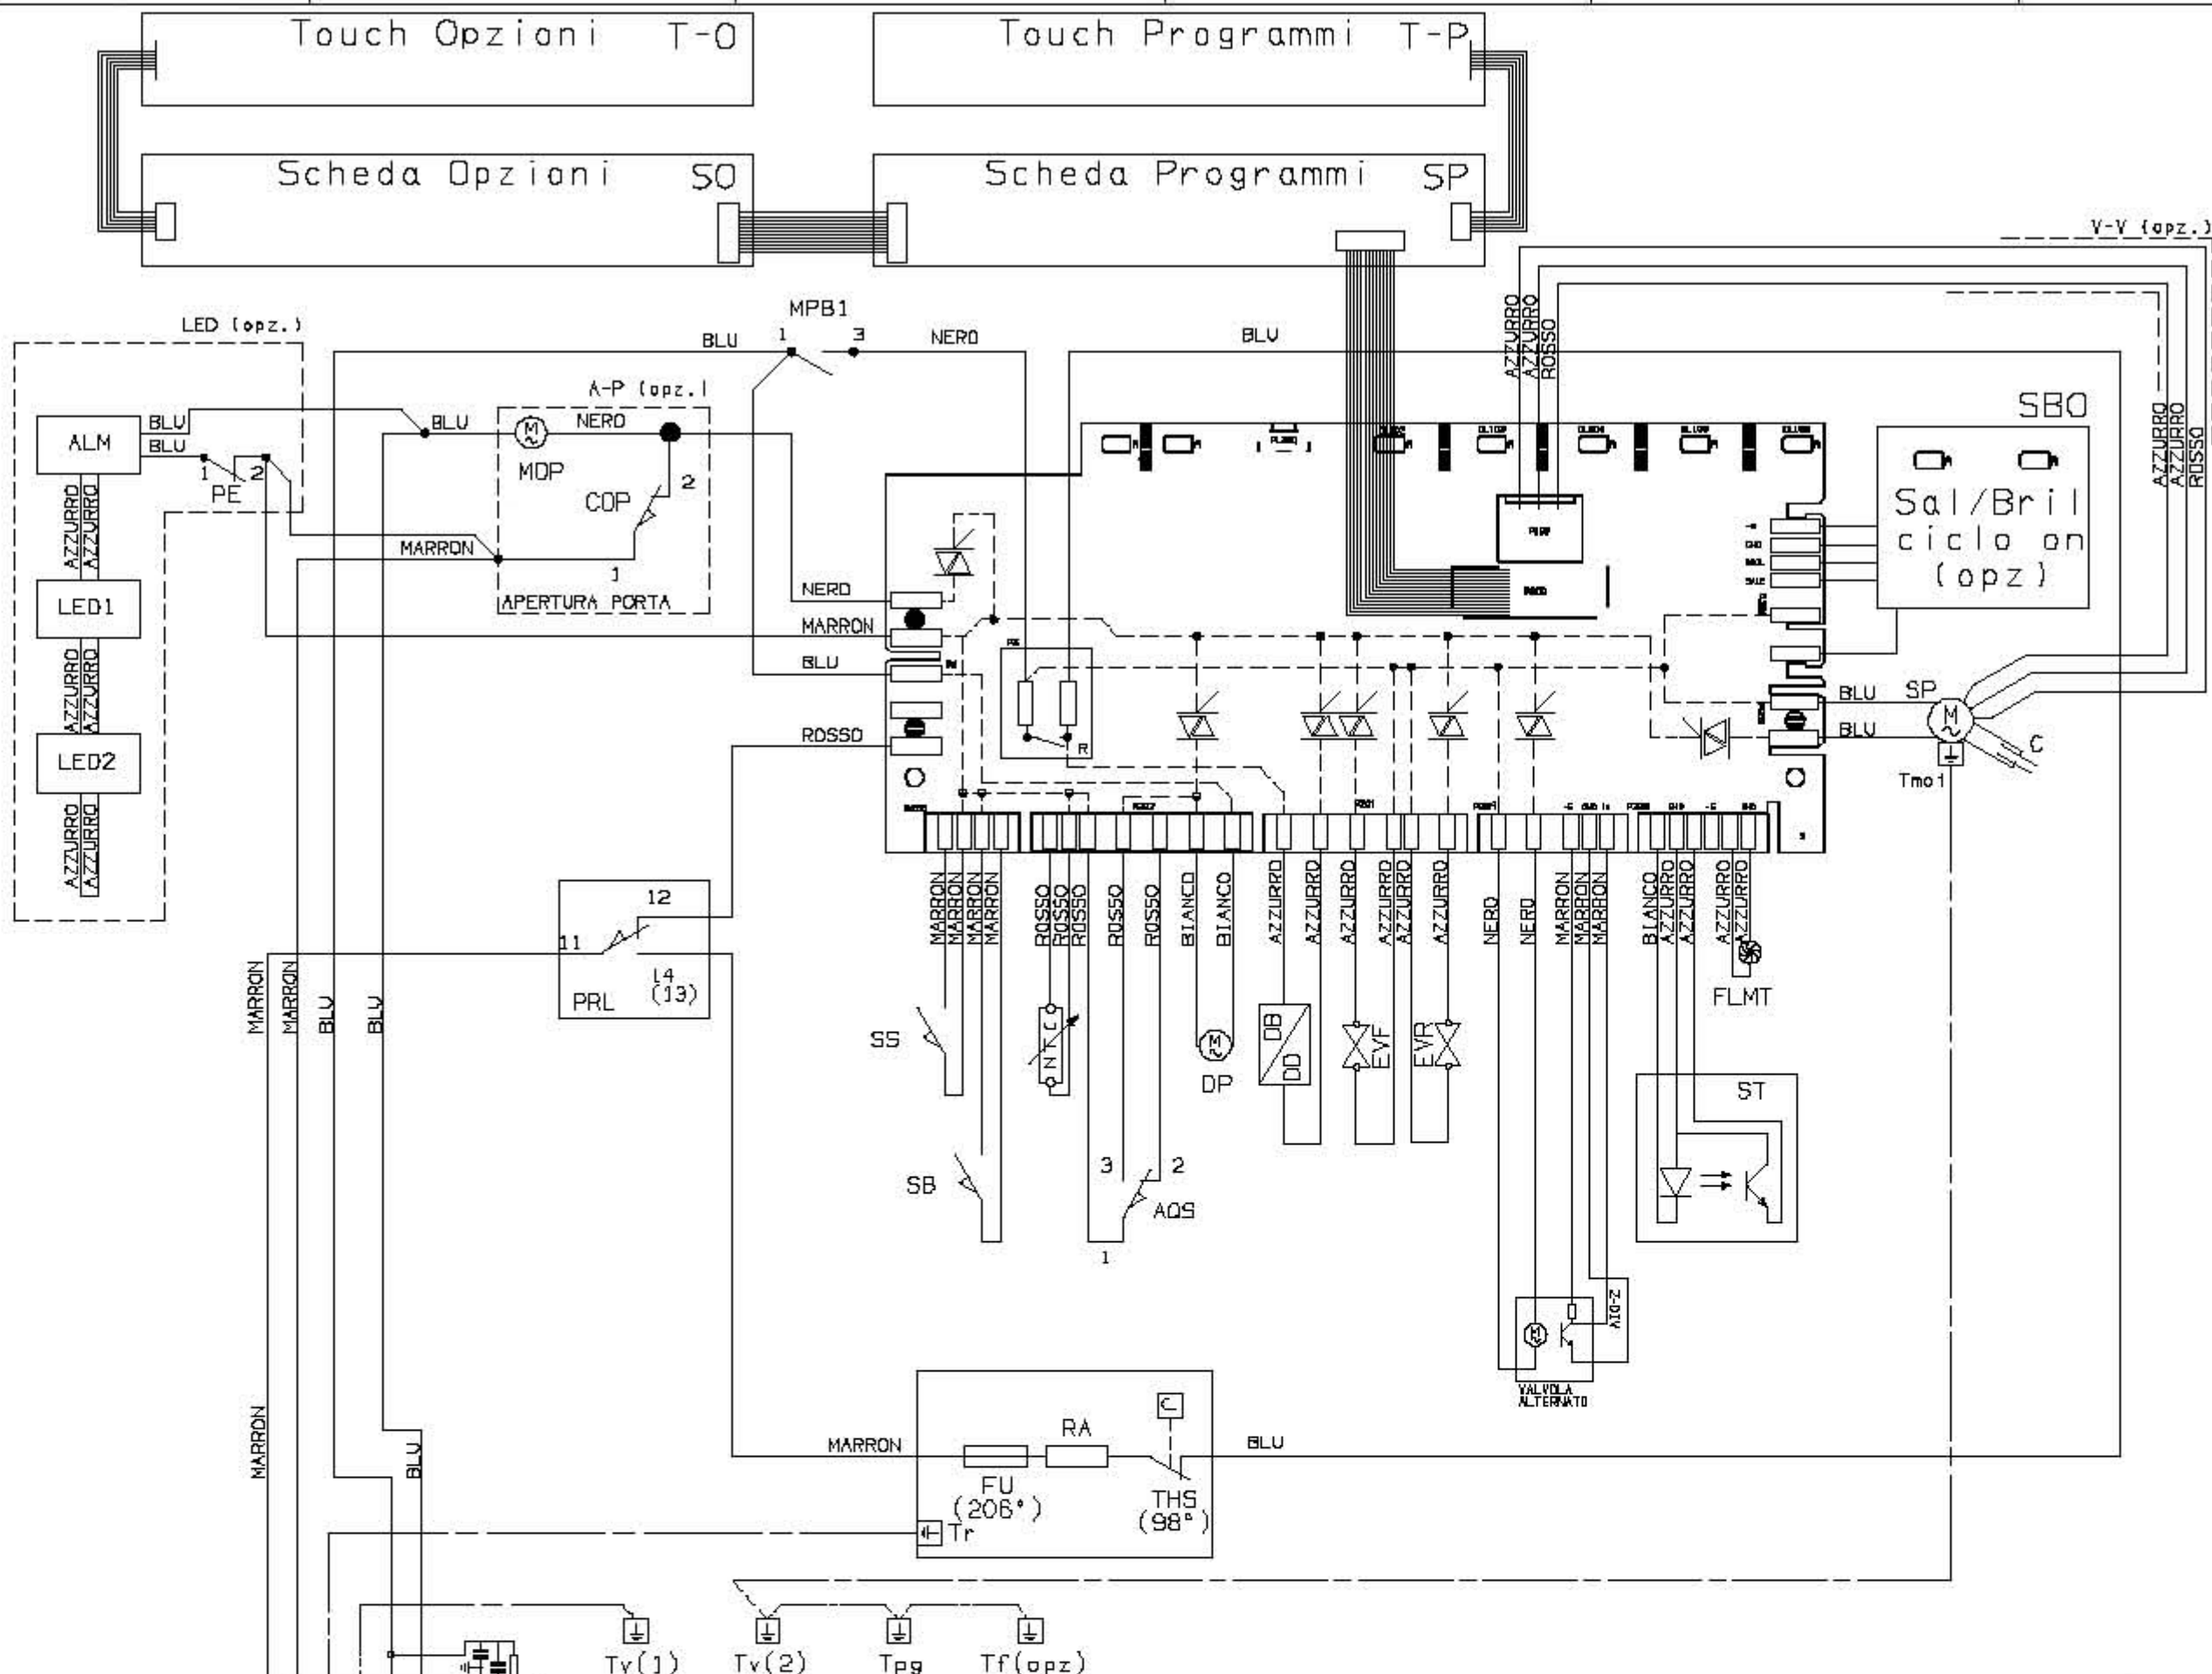 Touch Opzioni T-O
Touch Programmi T-P
Scheda Opzioni SO
Scheda Programmi SP
V-V (opz.)
LED (opz.)
MPB1
BLU
1
3
NERO
BLU
AZZURRO
AZZURRO
ROSSO
A-P (opz.)
SBO
ALM
BLU
BLU
1
2
PE
BLU
M
NERO
MOP
COP
2
MARRON
1
APERTURA PORTA
AZZURRO
AZZURRO
Sal/Bril
ciclo on
(opz)
AZZURRO
AZZURRO
ROSSO
LED1
NERO
MARRON
BLU
AZZURRO
AZZURRO
ROSSO
R
BLU
SP
M
BLU
C
Tmoi
LED2
AZZURRO
AZZURRO
MARRON
MARRON
MARRON
MARRON
ROSSO
ROSSO
ROSSO
ROSSO
ROSSO
BIANCO
BIANCO
AZZURRO
AZZURRO
AZZURRO
AZZURRO
AZZURRO
AZZURRO
NERO
NERO
MARRON
MARRON
MARRON
BIANCO
AZZURRO
AZZURRO
AZZURRO
AZZURRO
12
11
14
(13)
PRL
MARRON
MARRON
BLU
BLU
FLMT
SS
NTC
M
DP
DB
DD
EVF
EVR
ST
SB
3
2
AQS
1
M
N-DIV
VALVOLA
ALTERNATO
MARRON
BLU
MARRON
C
RA
BLU
FU
(206°)
THS
(98°)
Tr
Tv(1)
Tv(2)
Tpg
Tf(opz)